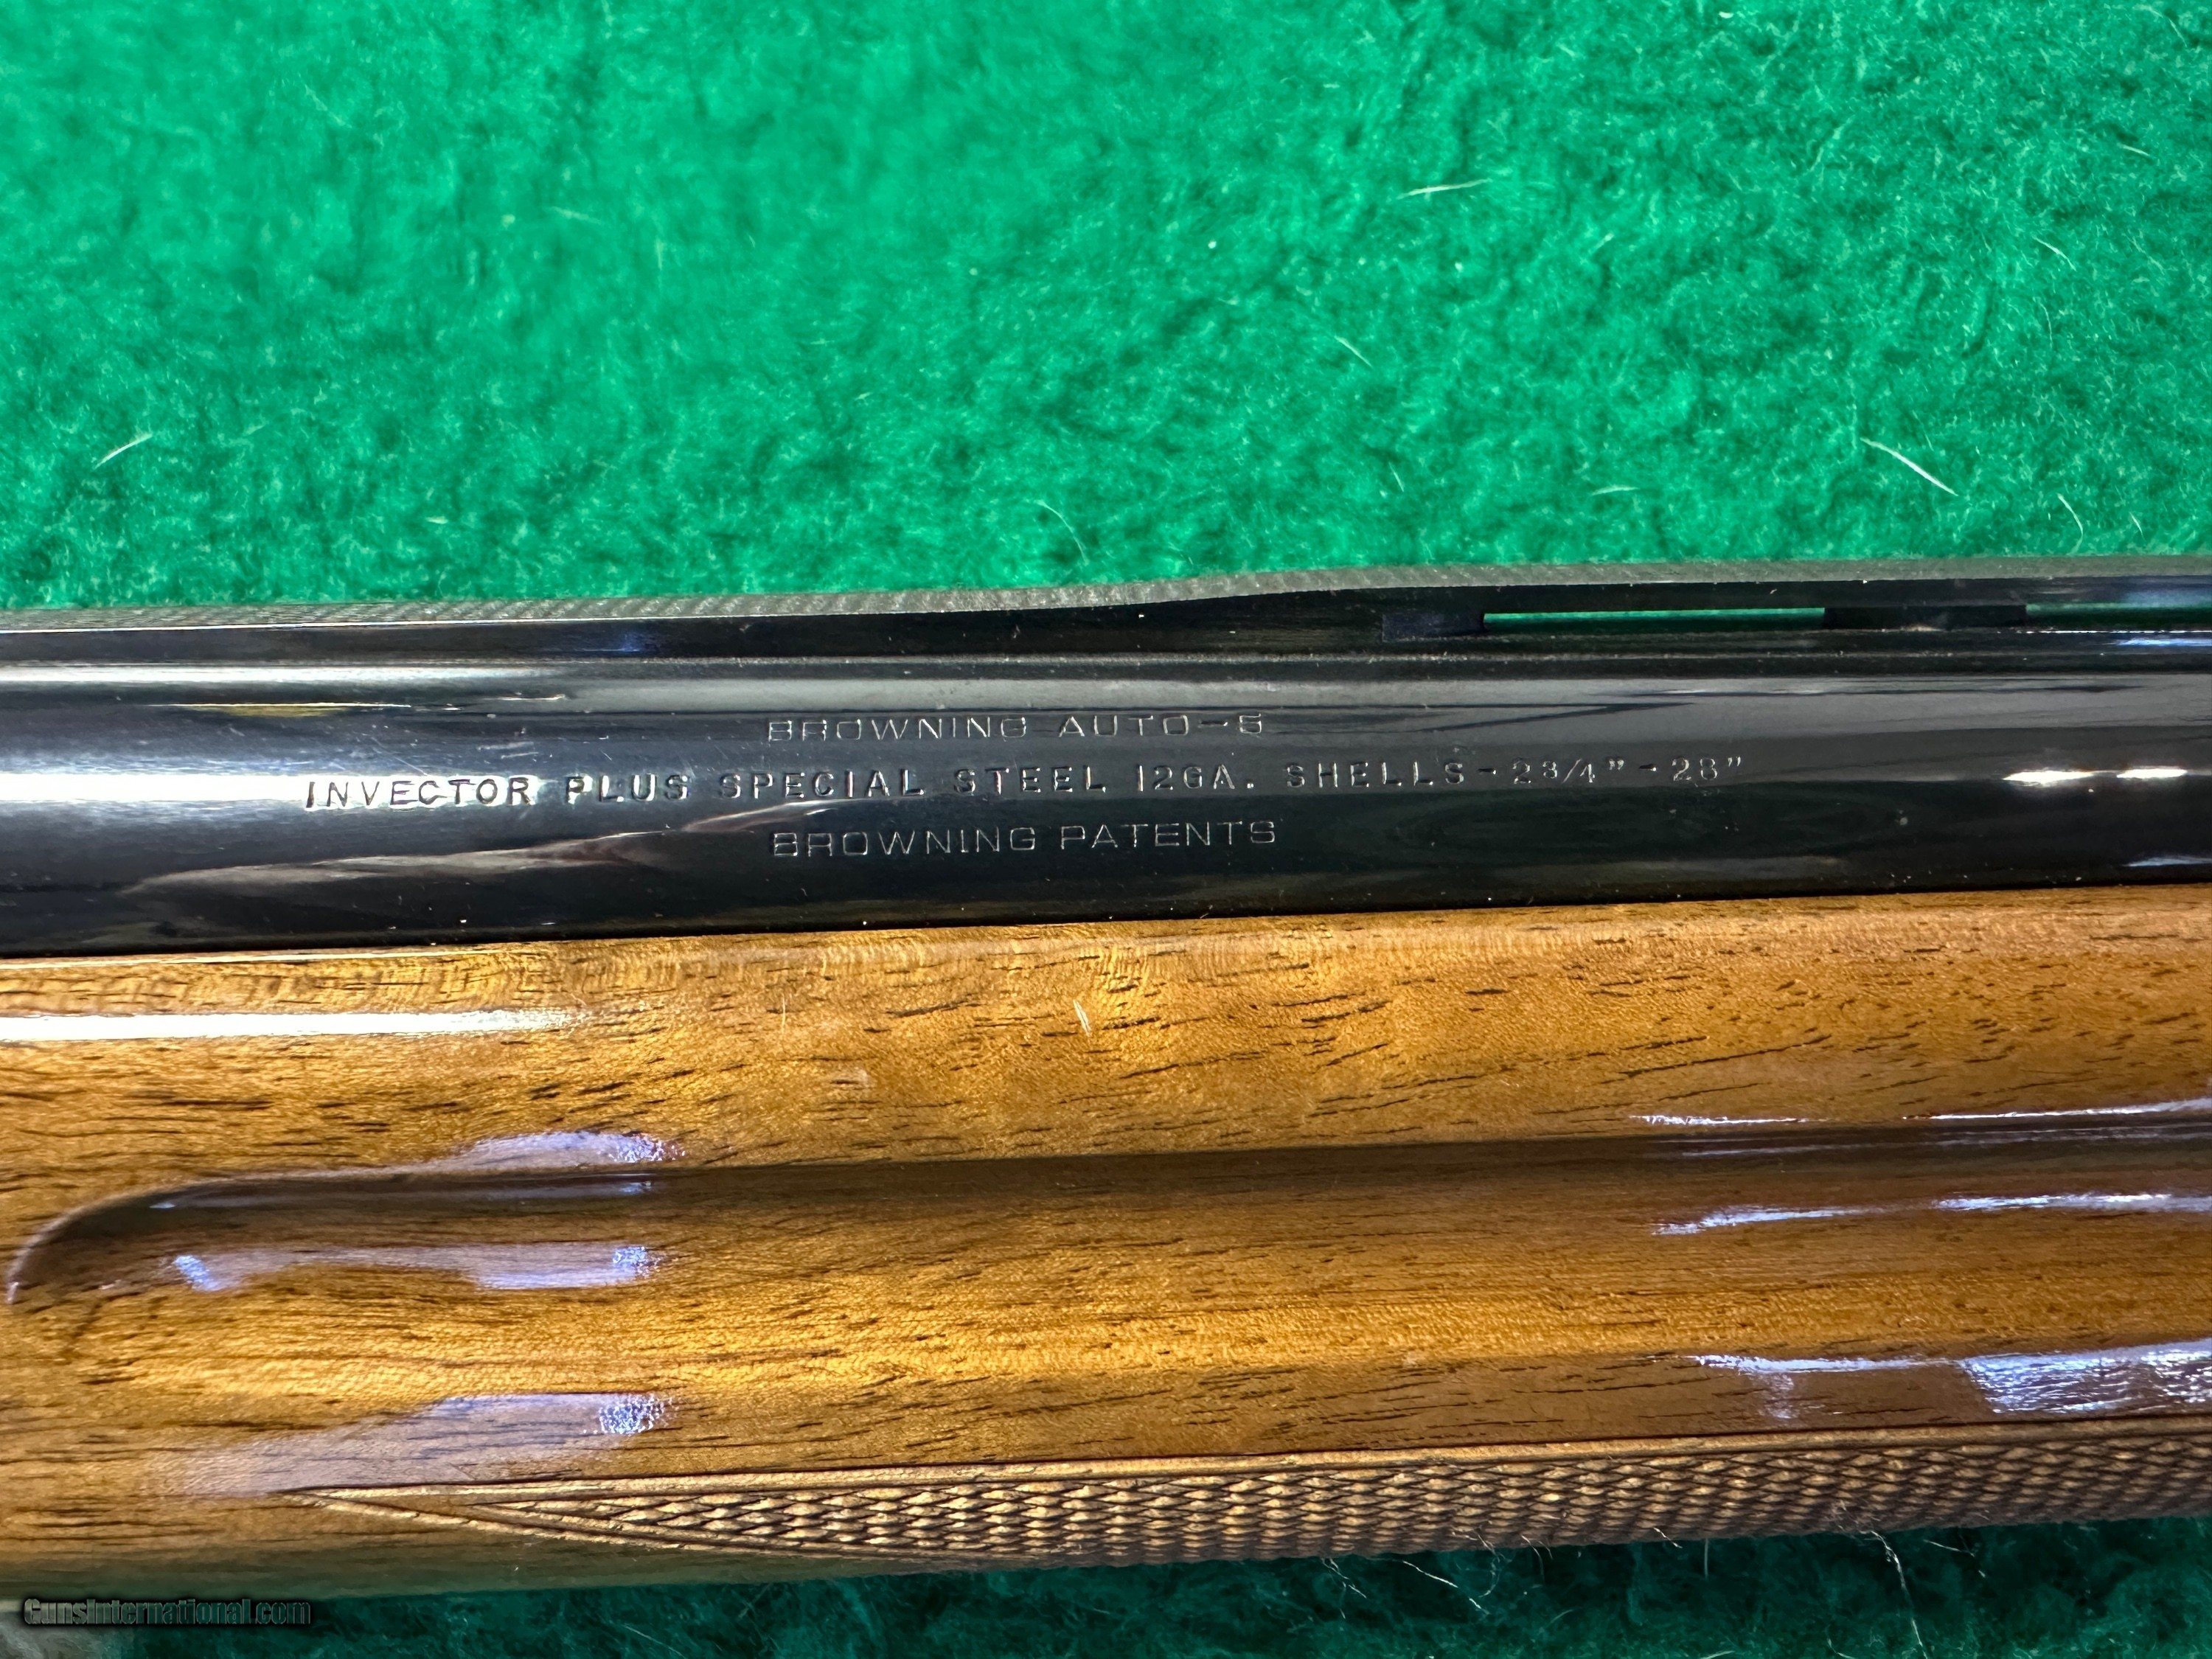 BROWNING AUTO-5
INVECTOR PLUS SPECIAL STEEL 12GA. SHELLS-2 3/4"-28"
BROWNING PATENTS
GunsInternational.com